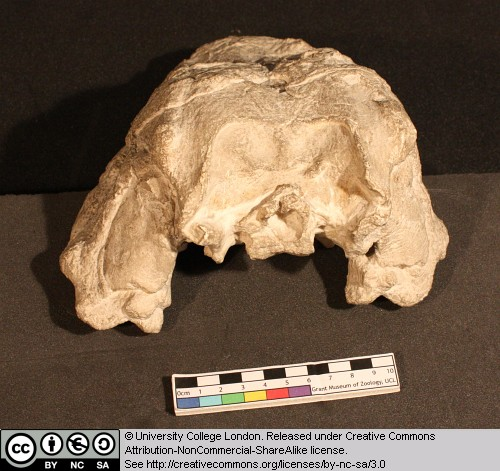 0cm 1 2 3 4 5 6 7 8 9 10
Grant Museum of Zoology, UCL
© University College London. Released under Creative Commons
Attribution-NonCommercial-ShareAlike license.
See http://creativecommons.org/licenses/by-nc-sa/3.0
cc
BY NC SA